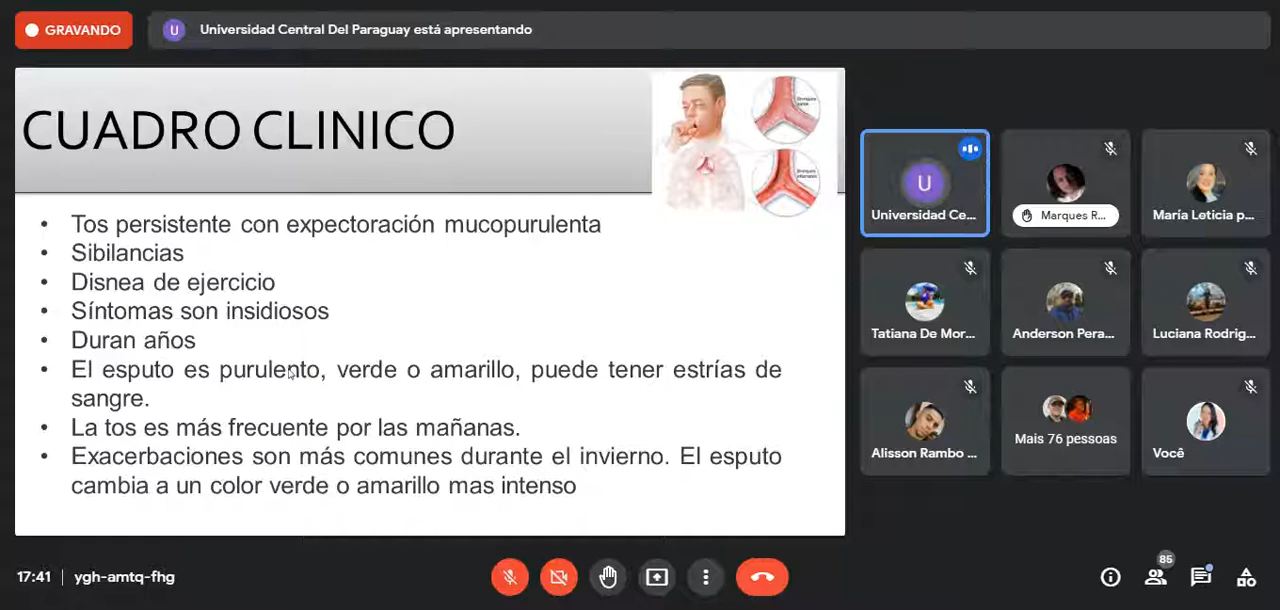 GRAVANDO
U
Universidad Central Del Paraguay está apresentando
CUADRO CLINICO
• Tos persistente con expectoración mucopurulenta
• Sibilancias
• Disnea de ejercicio
• Síntomas son insidiosos
• Duran años
• El esputo es purulento, verde o amarillo, puede tener estrías de
sangre.
• La tos es más frecuente por las mañanas.
• Exacerbaciones son más comunes durante el invierno. El esputo
cambia a un color verde o amarillo mas intenso
U
Universidad Ce...
Marques R...
María Leticia p...
Tatiana De Mor...
Anderson Pera...
Luciana Rodrig...
Alisson Rambo ...
Mais 76 pessoas
Você
17:41 | ygh-amtq-fhg
85